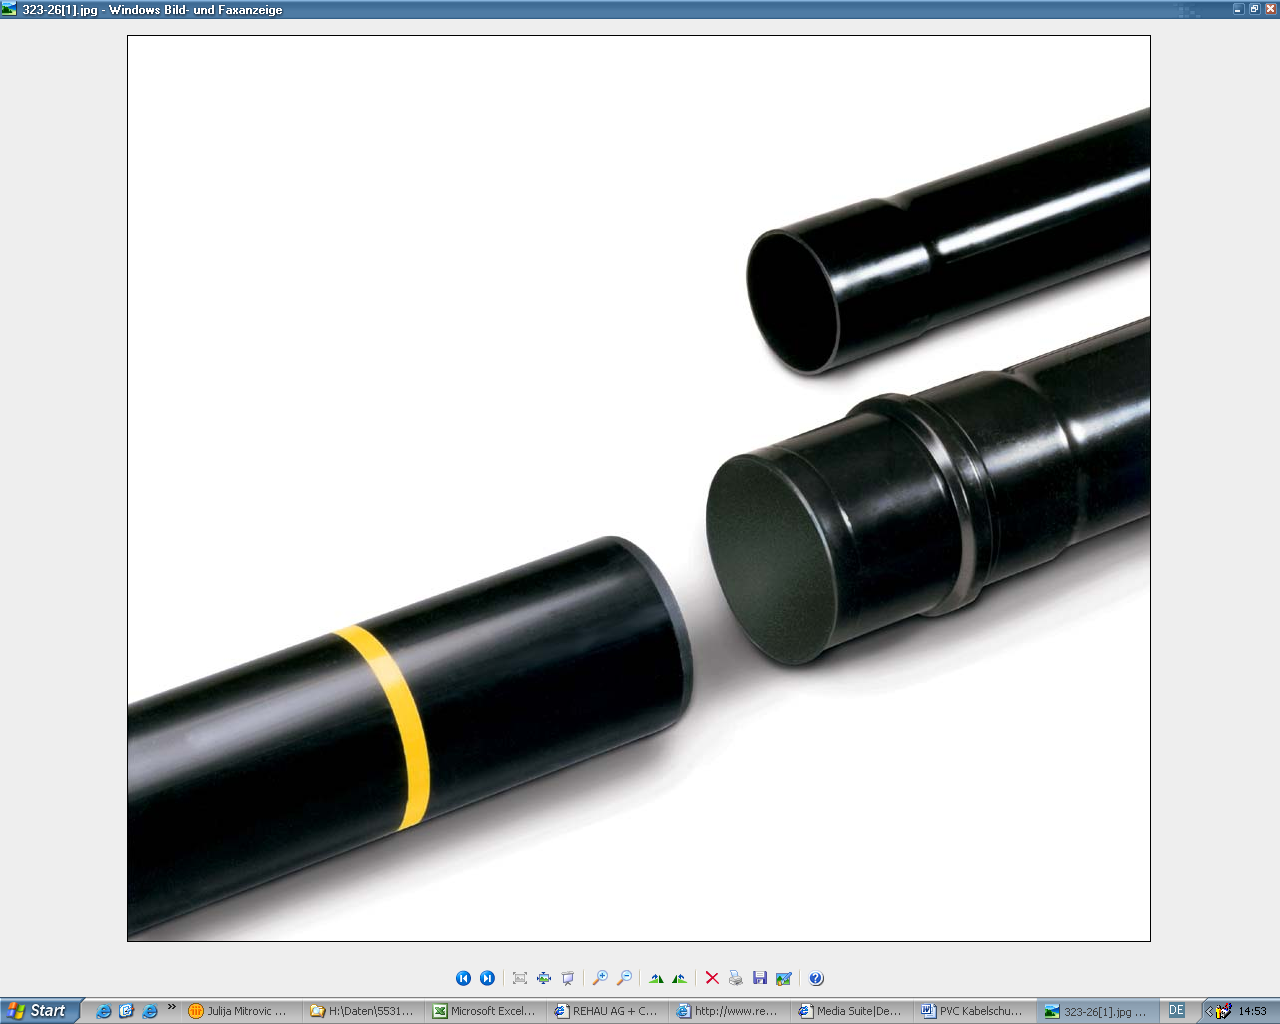 323-26[1].jpg - Windows Bild- und Faxanzeige
Start
Julija Mitrovic ...
H:\Daten\5531...
Microsoft Excel...
REHAU AG + C...
http://www.re...
Media Suite|De...
PVC Kabelschu...
323-26[1].jpg ...
DE
14:53